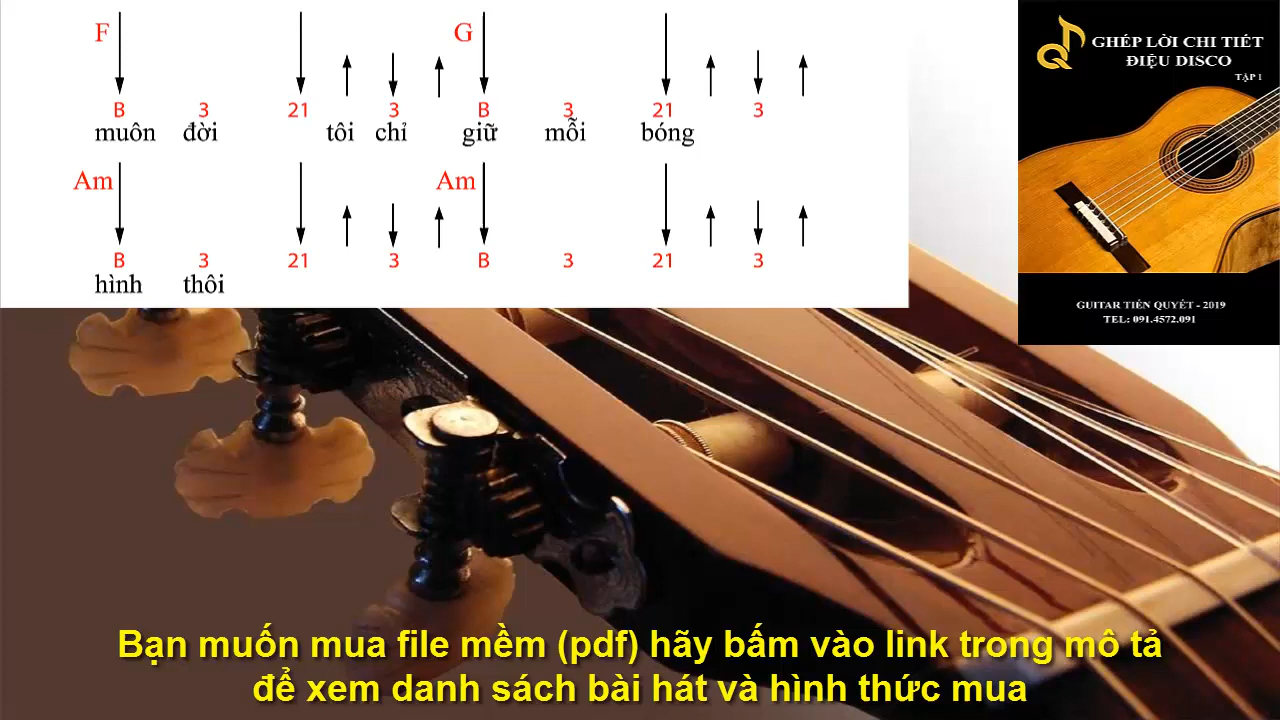 F G
B 3 21 3 B 3 21 3
muôn đời tôi chỉ giữ mỗi bóng
Am Am
B 3 21 3 B 3 21 3
hình thôi
GHÉP LỜI CHI TIẾT
ĐIỆU DISCO
TẬP 1
GUITAR TIẾN QUYẾT - 2019
TEL: 091.4572.091
Bạn muốn mua file mềm (pdf) hãy bấm vào link trong mô tả
để xem danh sách bài hát và hình thức mua